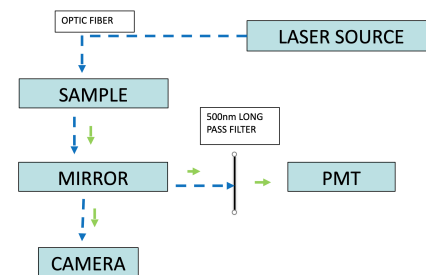 OPTIC FIBER
LASER SOURCE
SAMPLE
500nm LONG
PASS FILTER
MIRROR
PMT
CAMERA